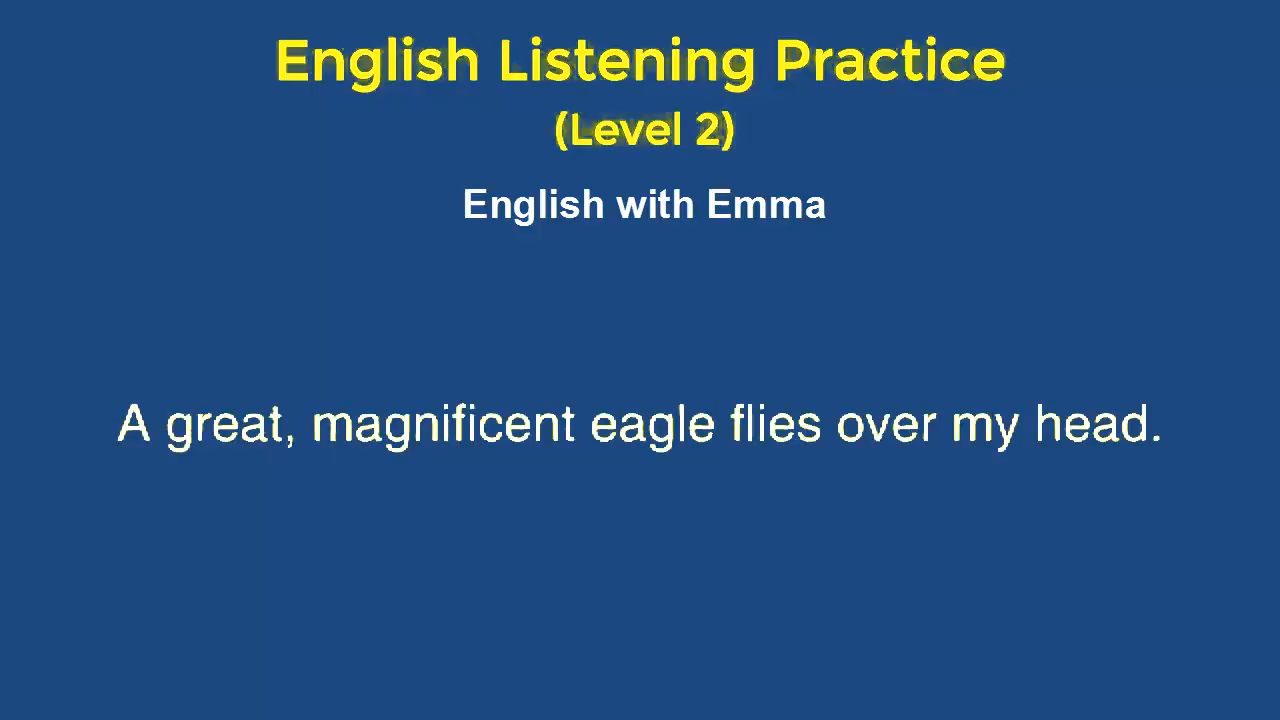 English Listening Practice
(Level 2)
English with Emma
A great, magnificent eagle flies over my head.